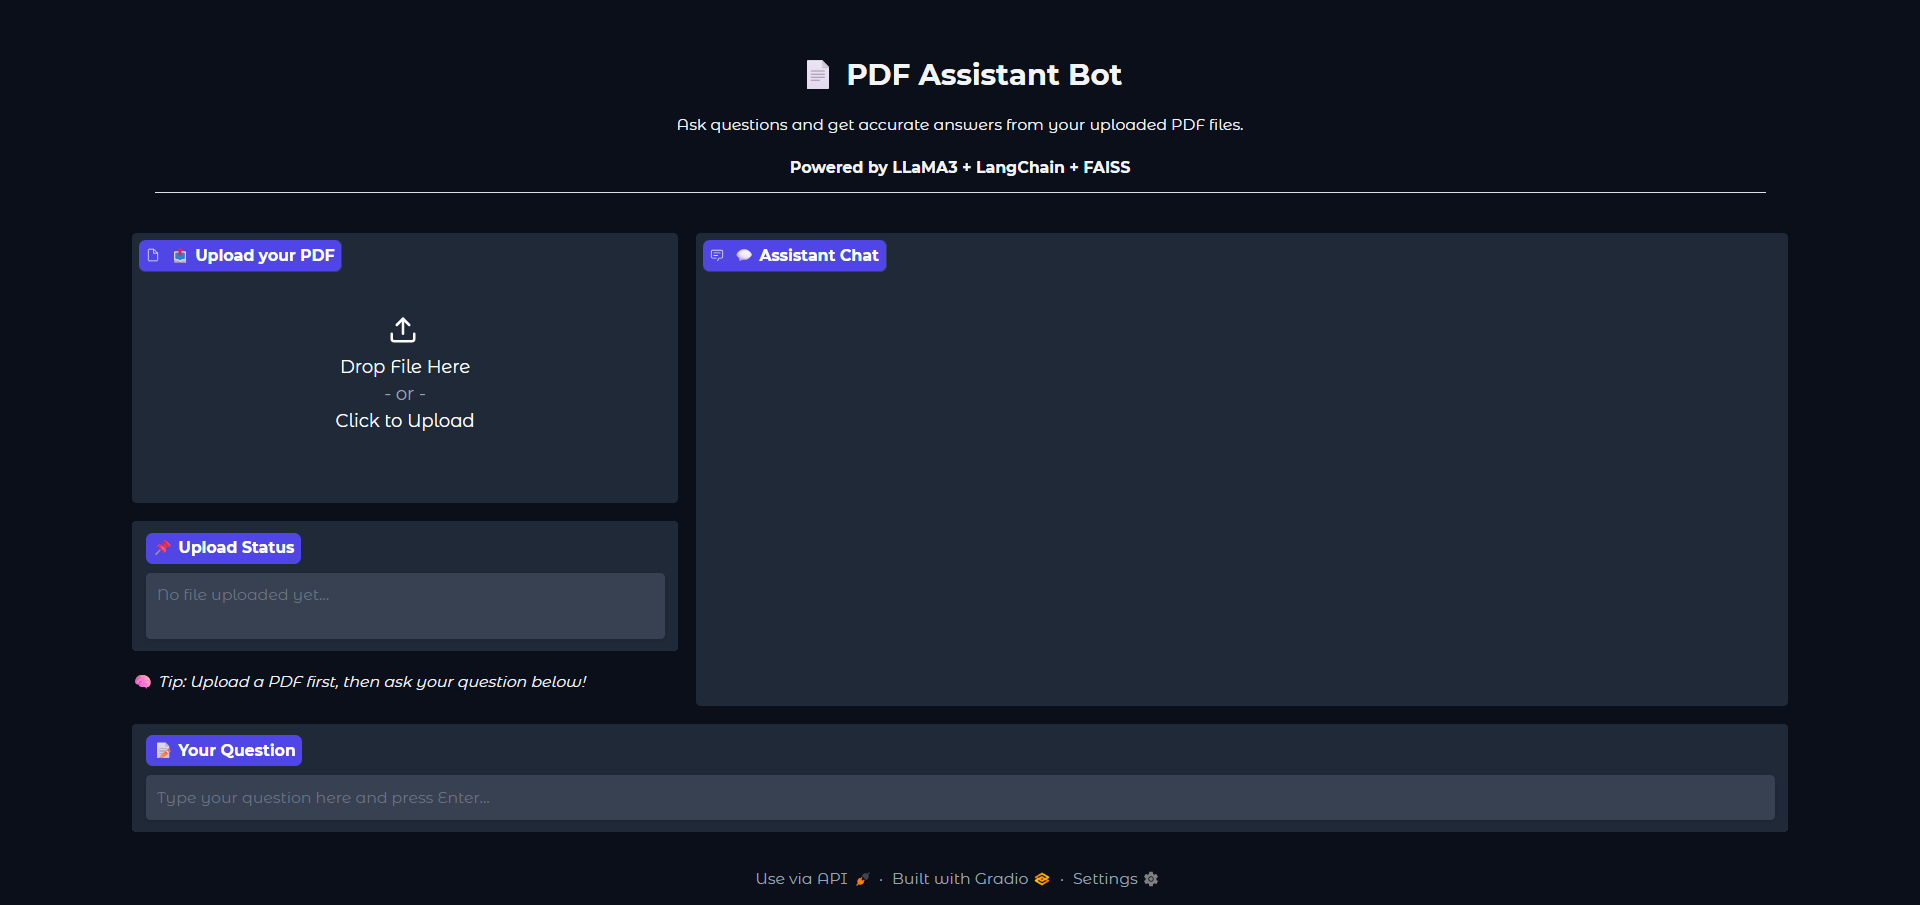 PDF Assistant Bot
Ask questions and get accurate answers from your uploaded PDF files.
Powered by LLaMA3 + LangChain + FAISS
Upload your PDF
Drop File Here
- or -
Click to Upload
Upload Status
No file uploaded yet...
Tip: Upload a PDF first, then ask your question below!
Assistant Chat
Your Question
Type your question here and press Enter...
Use via API · Built with Gradio · Settings